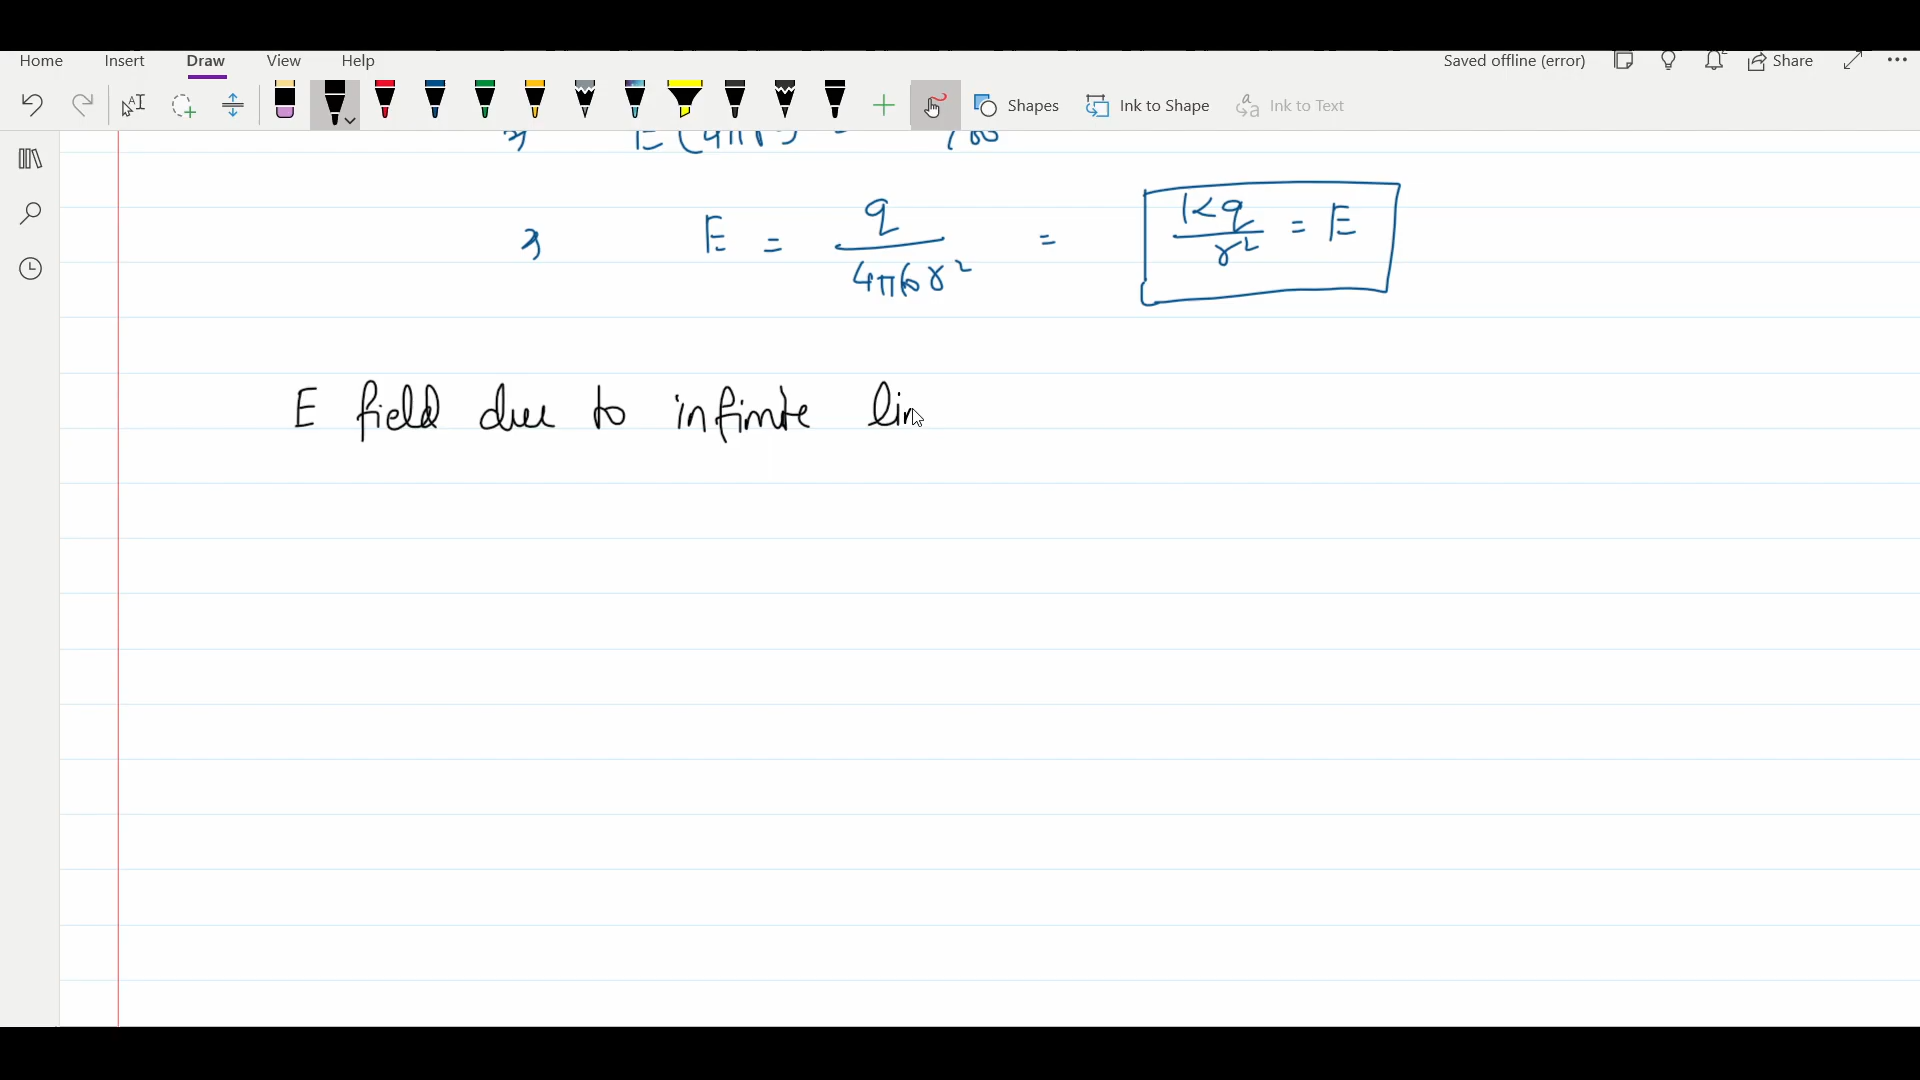 Home Insert Draw View Help Saved offline (error) Share
Shapes Ink to Shape Ink to Text
E = q / 4πϵ₀r² = Kq / r² = E
E field due to infinite lin